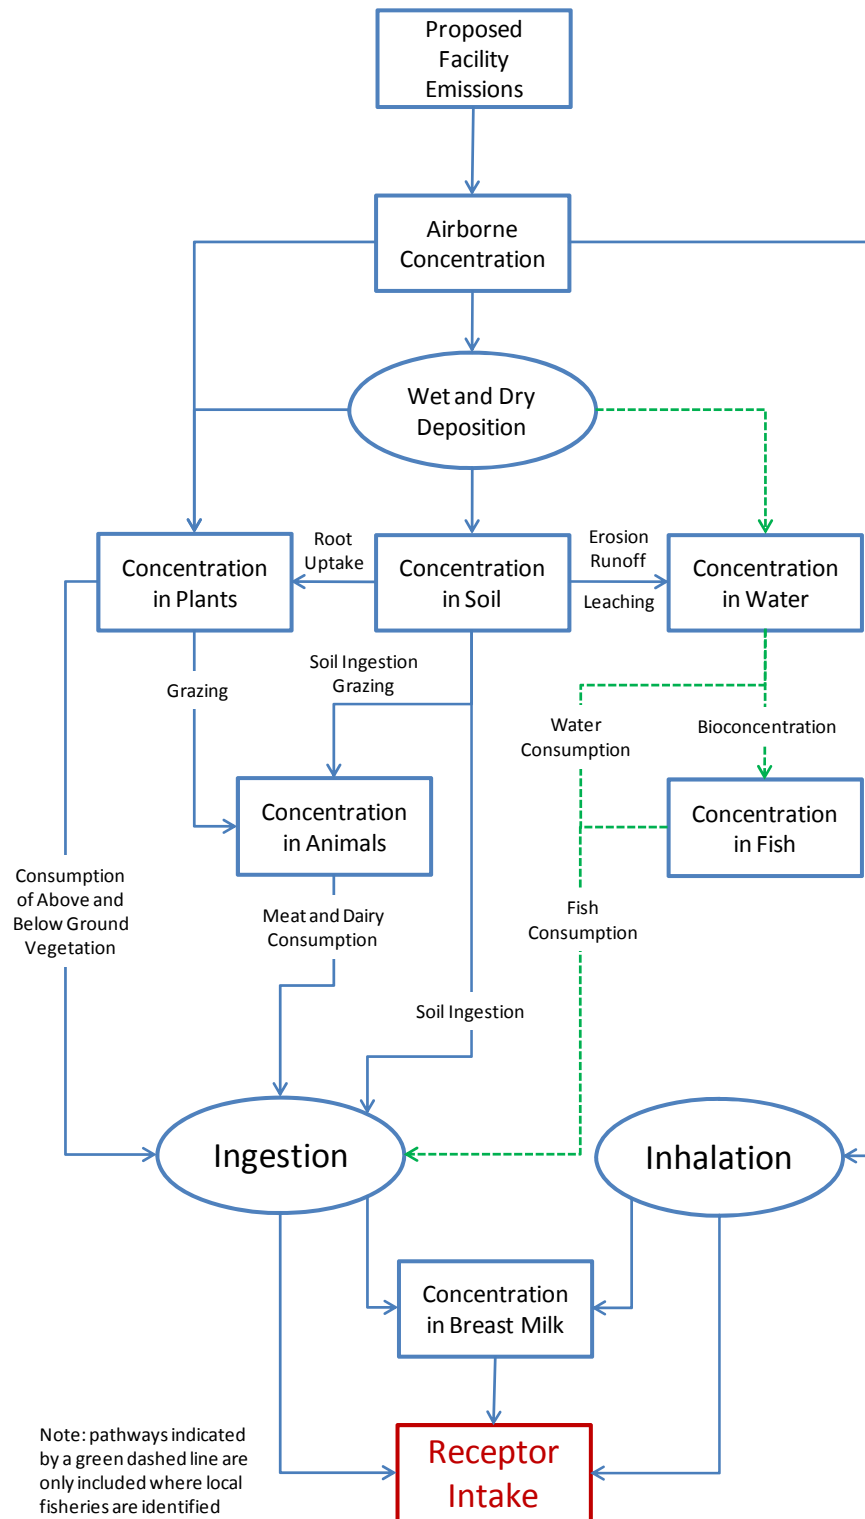 Proposed
Facility
Emissions
Airborne
Concentration
Wet and Dry
Deposition
Root
Uptake
Erosion
Runoff
Leaching
Concentration
in Plants
Concentration
in Soil
Concentration
in Water
Grazing
Soil Ingestion
Grazing
Water
Consumption
Bioconcentration
Concentration
in Animals
Concentration
in Fish
Consumption
of Above and
Below Ground
Vegetation
Meat and Dairy
Consumption
Fish
Consumption
Soil Ingestion
Ingestion
Inhalation
Concentration
in Breast Milk
Note: pathways indicated
by a green dashed line are
only included where local
fisheries are identified
Receptor
Intake